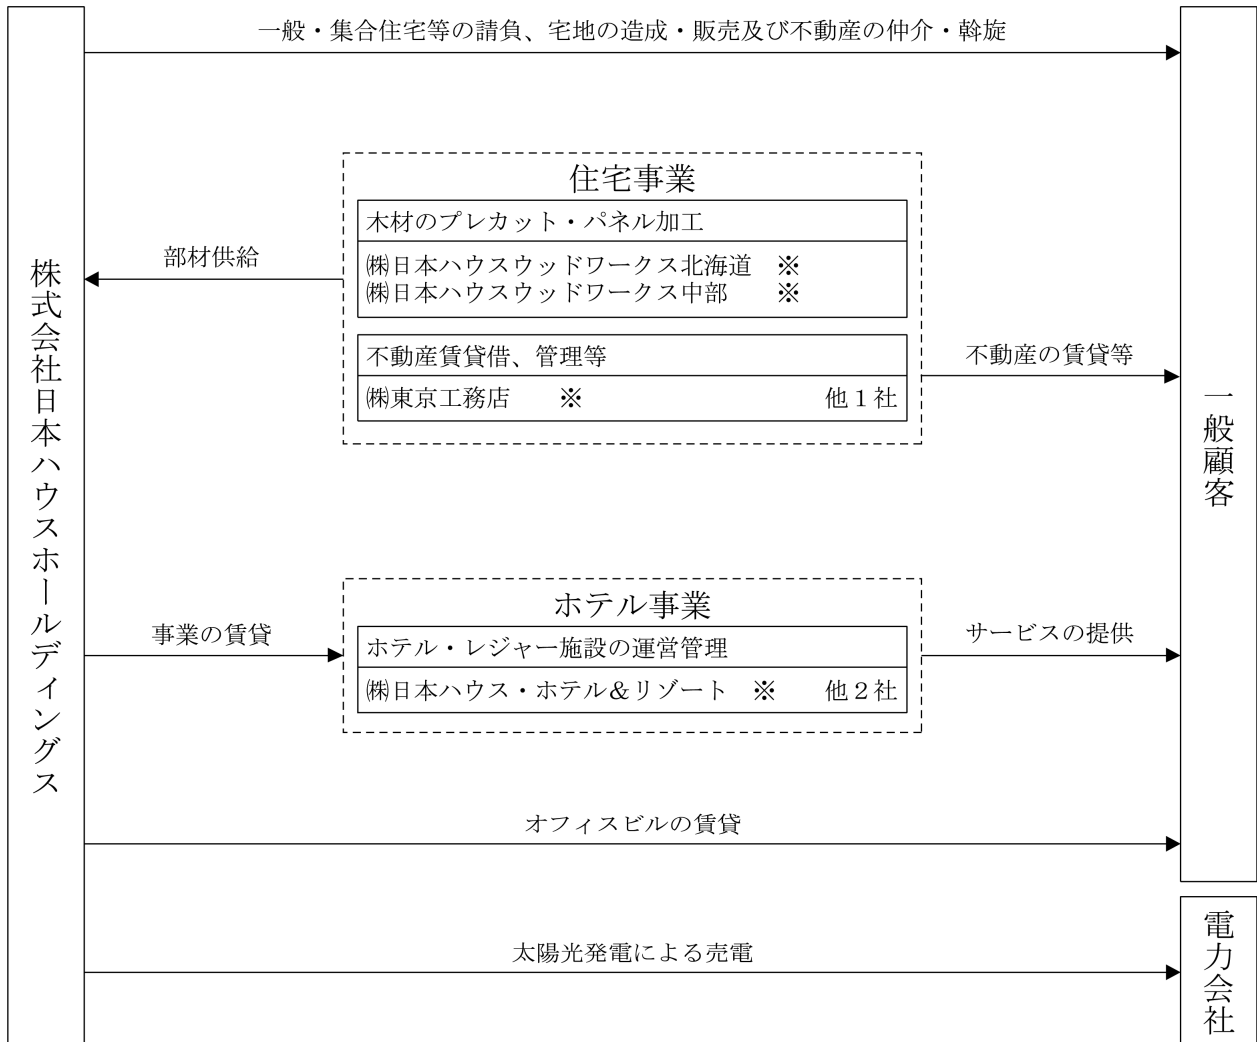 一般・集合住宅等の請負、宅地の造成・販売及び不動産の仲介・斡旋
株式会社日本ハウスホールディングス
住宅事業
木材のプレカット・パネル加工
㈱日本ハウスウッドワークス北海道 ※
㈱日本ハウスウッドワークス中部 ※
部材供給
不動産賃貸借、管理等
㈱東京工務店 ※ 他1社
不動産の賃貸等
一般顧客
ホテル事業
ホテル・レジャー施設の運営管理
㈱日本ハウス・ホテル&リゾート ※ 他2社
事業の賃貸
サービスの提供
オフィスビルの賃貸
太陽光発電による売電
電力会社